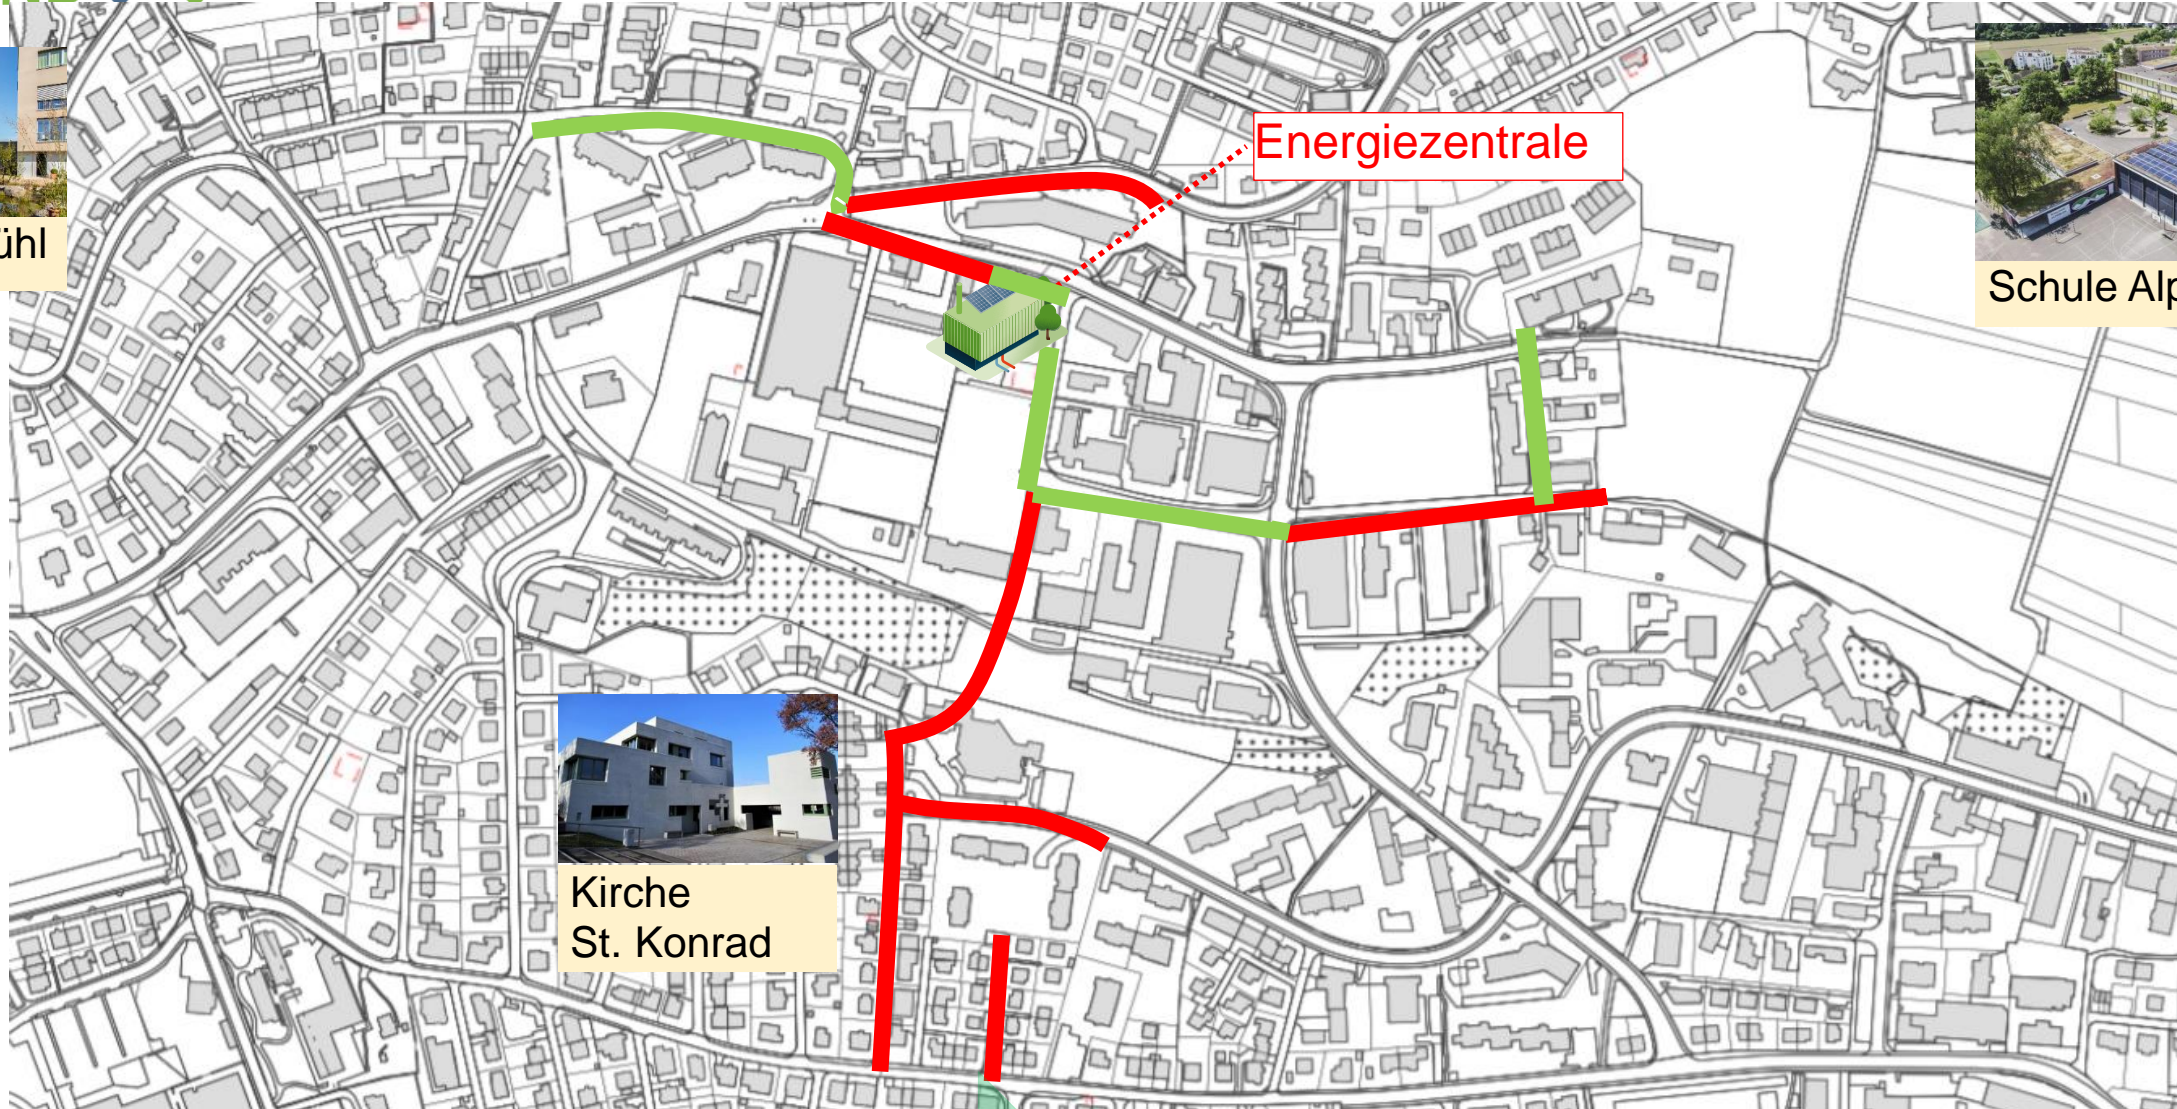 Energiezentrale
ühl
Schule Alp
Kirche
St. Konrad